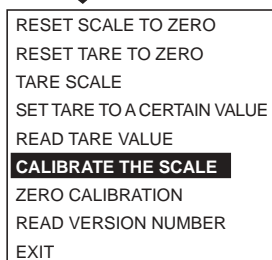 RESET SCALE TO ZERO
RESET TARE TO ZERO
TARE SCALE
SET TARE TO A CERTAIN VALUE
READ TARE VALUE
CALIBRATE THE SCALE
ZERO CALIBRATION
READ VERSION NUMBER
EXIT